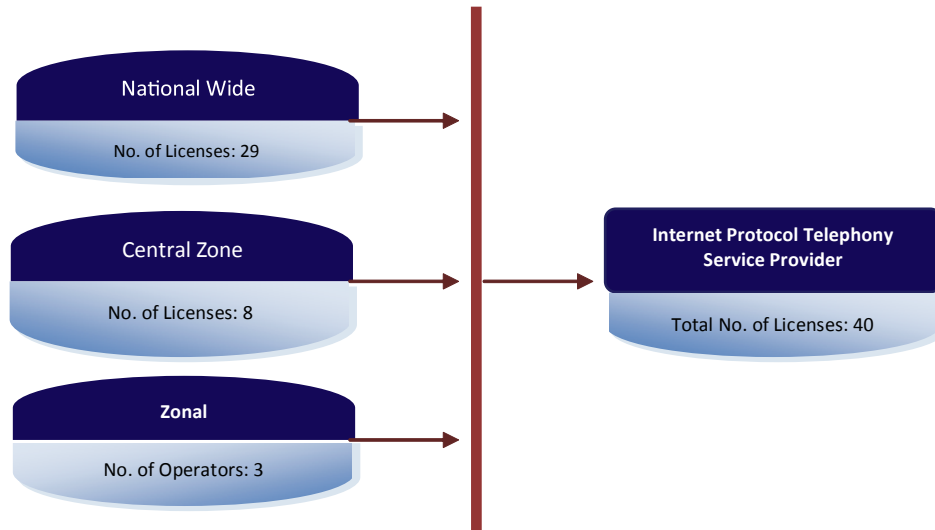 National Wide
No. of Licenses: 29
Central Zone
No. of Licenses: 8
Zonal
No. of Operators: 3
Internet Protocol Telephony
Service Provider
Total No. of Licenses: 40